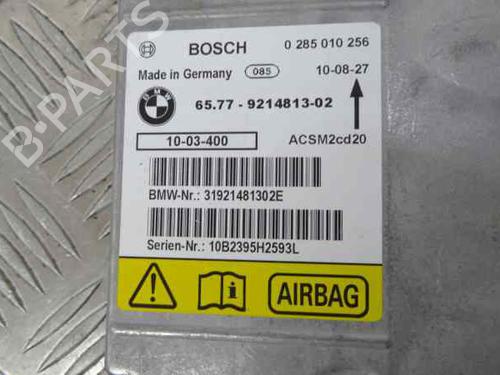 BOSCH 0 285 010 256
Made in Germany 085 10-08-27
BMW 65.77 - 9214813-02
10-03-400 ACSM2cd20
BMW-Nr.: 31921481302E
Serien-Nr.: 10B2395H2593L
AIRBAG